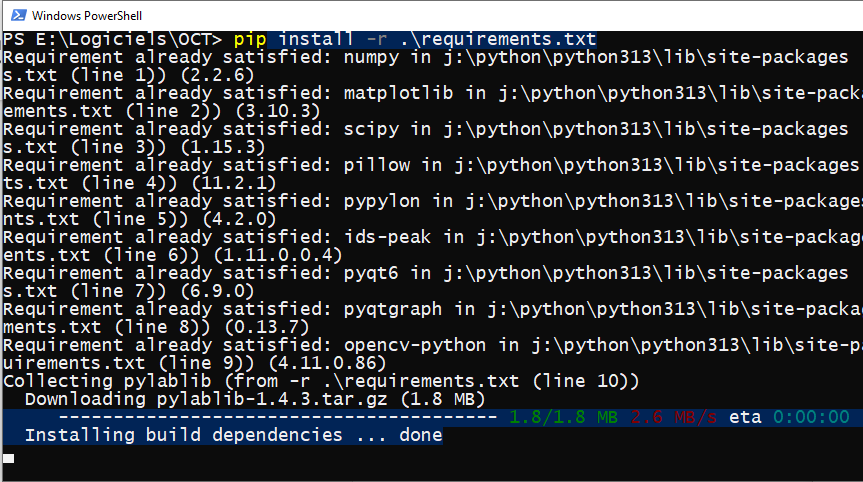 Windows PowerShell
PS E:\Logiciels\OCT> pip install -r .\requirements.txt
Requirement already satisfied: numpy in j:\python\python313\lib\site-packages
s.txt (line 1)) (2.2.6)
Requirement already satisfied: matplotlib in j:\python\python313\lib\site-pack
ements.txt (line 2)) (3.10.3)
Requirement already satisfied: scipy in j:\python\python313\lib\site-packages
s.txt (line 3)) (1.15.3)
Requirement already satisfied: pillow in j:\python\python313\lib\site-packages
ts.txt (line 4)) (11.2.1)
Requirement already satisfied: pypylon in j:\python\python313\lib\site-packages
nts.txt (line 5)) (4.2.0)
Requirement already satisfied: ids-peak in j:\python\python313\lib\site-packag
ents.txt (line 6)) (1.11.0.0.4)
Requirement already satisfied: pyqt6 in j:\python\python313\lib\site-packages
s.txt (line 7)) (6.9.0)
Requirement already satisfied: pyqtgraph in j:\python\python313\lib\site-packa
ments.txt (line 8)) (0.13.7)
Requirement already satisfied: opencv-python in j:\python\python313\lib\site-p
uirements.txt (line 9)) (4.11.0.86)
Collecting pylablib (from -r .\requirements.txt (line 10))
Downloading pylablib-1.4.3.tar.gz (1.8 MB)
---------------------------------------- 1.8/1.8 MB 2.6 MB/s eta 0:00:00
Installing build dependencies ... done